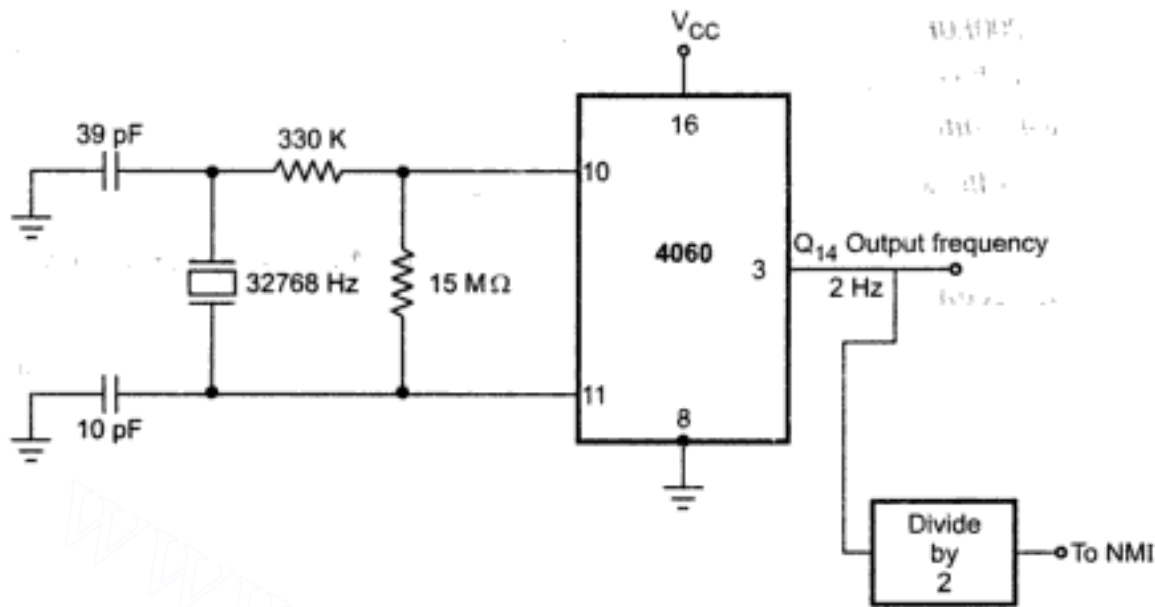 V_CC
39 pF
330 K
16
10
4060
Q_14 Output frequency
3
32768 Hz
15 MΩ
2 Hz
11
10 pF
8
Divide
by
2
To NMI